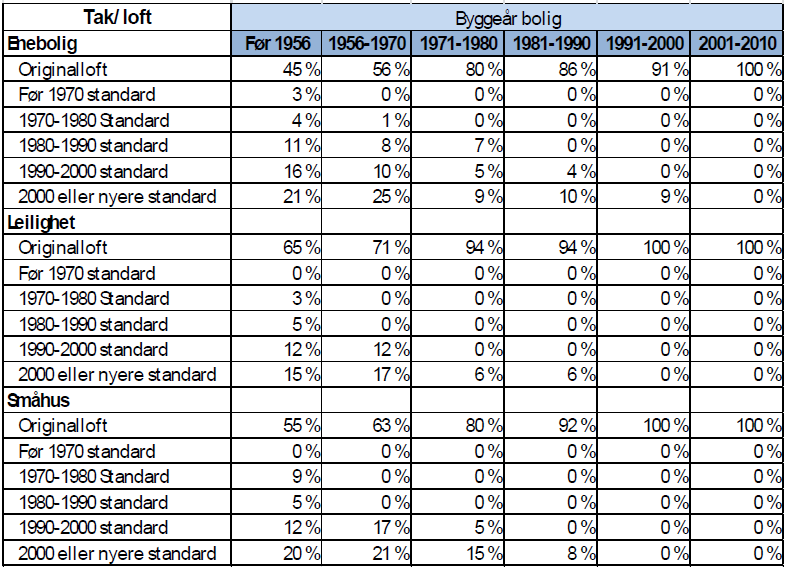 Tak/ loft Byggeår bolig
Enebolig Før 1956 1956-1970 1971-1980 1981-1990 1991-2000 2001-2010
Originalloft 45 % 56 % 80 % 86 % 91 % 100 %
Før 1970 standard 3 % 0 % 0 % 0 % 0 % 0 %
1970-1980 Standard 4 % 1 % 0 % 0 % 0 % 0 %
1980-1990 standard 11 % 8 % 7 % 0 % 0 % 0 %
1990-2000 standard 16 % 10 % 5 % 4 % 0 % 0 %
2000 eller nyere standard 21 % 25 % 9 % 10 % 9 % 0 %
Leilighet
Originalloft 65 % 71 % 94 % 94 % 100 % 100 %
Før 1970 standard 0 % 0 % 0 % 0 % 0 % 0 %
1970-1980 Standard 3 % 0 % 0 % 0 % 0 % 0 %
1980-1990 standard 5 % 0 % 0 % 0 % 0 % 0 %
1990-2000 standard 12 % 12 % 0 % 0 % 0 % 0 %
2000 eller nyere standard 15 % 17 % 6 % 6 % 0 % 0 %
Småhus
Originalloft 55 % 63 % 80 % 92 % 100 % 100 %
Før 1970 standard 0 % 0 % 0 % 0 % 0 % 0 %
1970-1980 Standard 9 % 0 % 0 % 0 % 0 % 0 %
1980-1990 standard 5 % 0 % 0 % 0 % 0 % 0 %
1990-2000 standard 12 % 17 % 5 % 0 % 0 % 0 %
2000 eller nyere standard 20 % 21 % 15 % 8 % 0 % 0 %